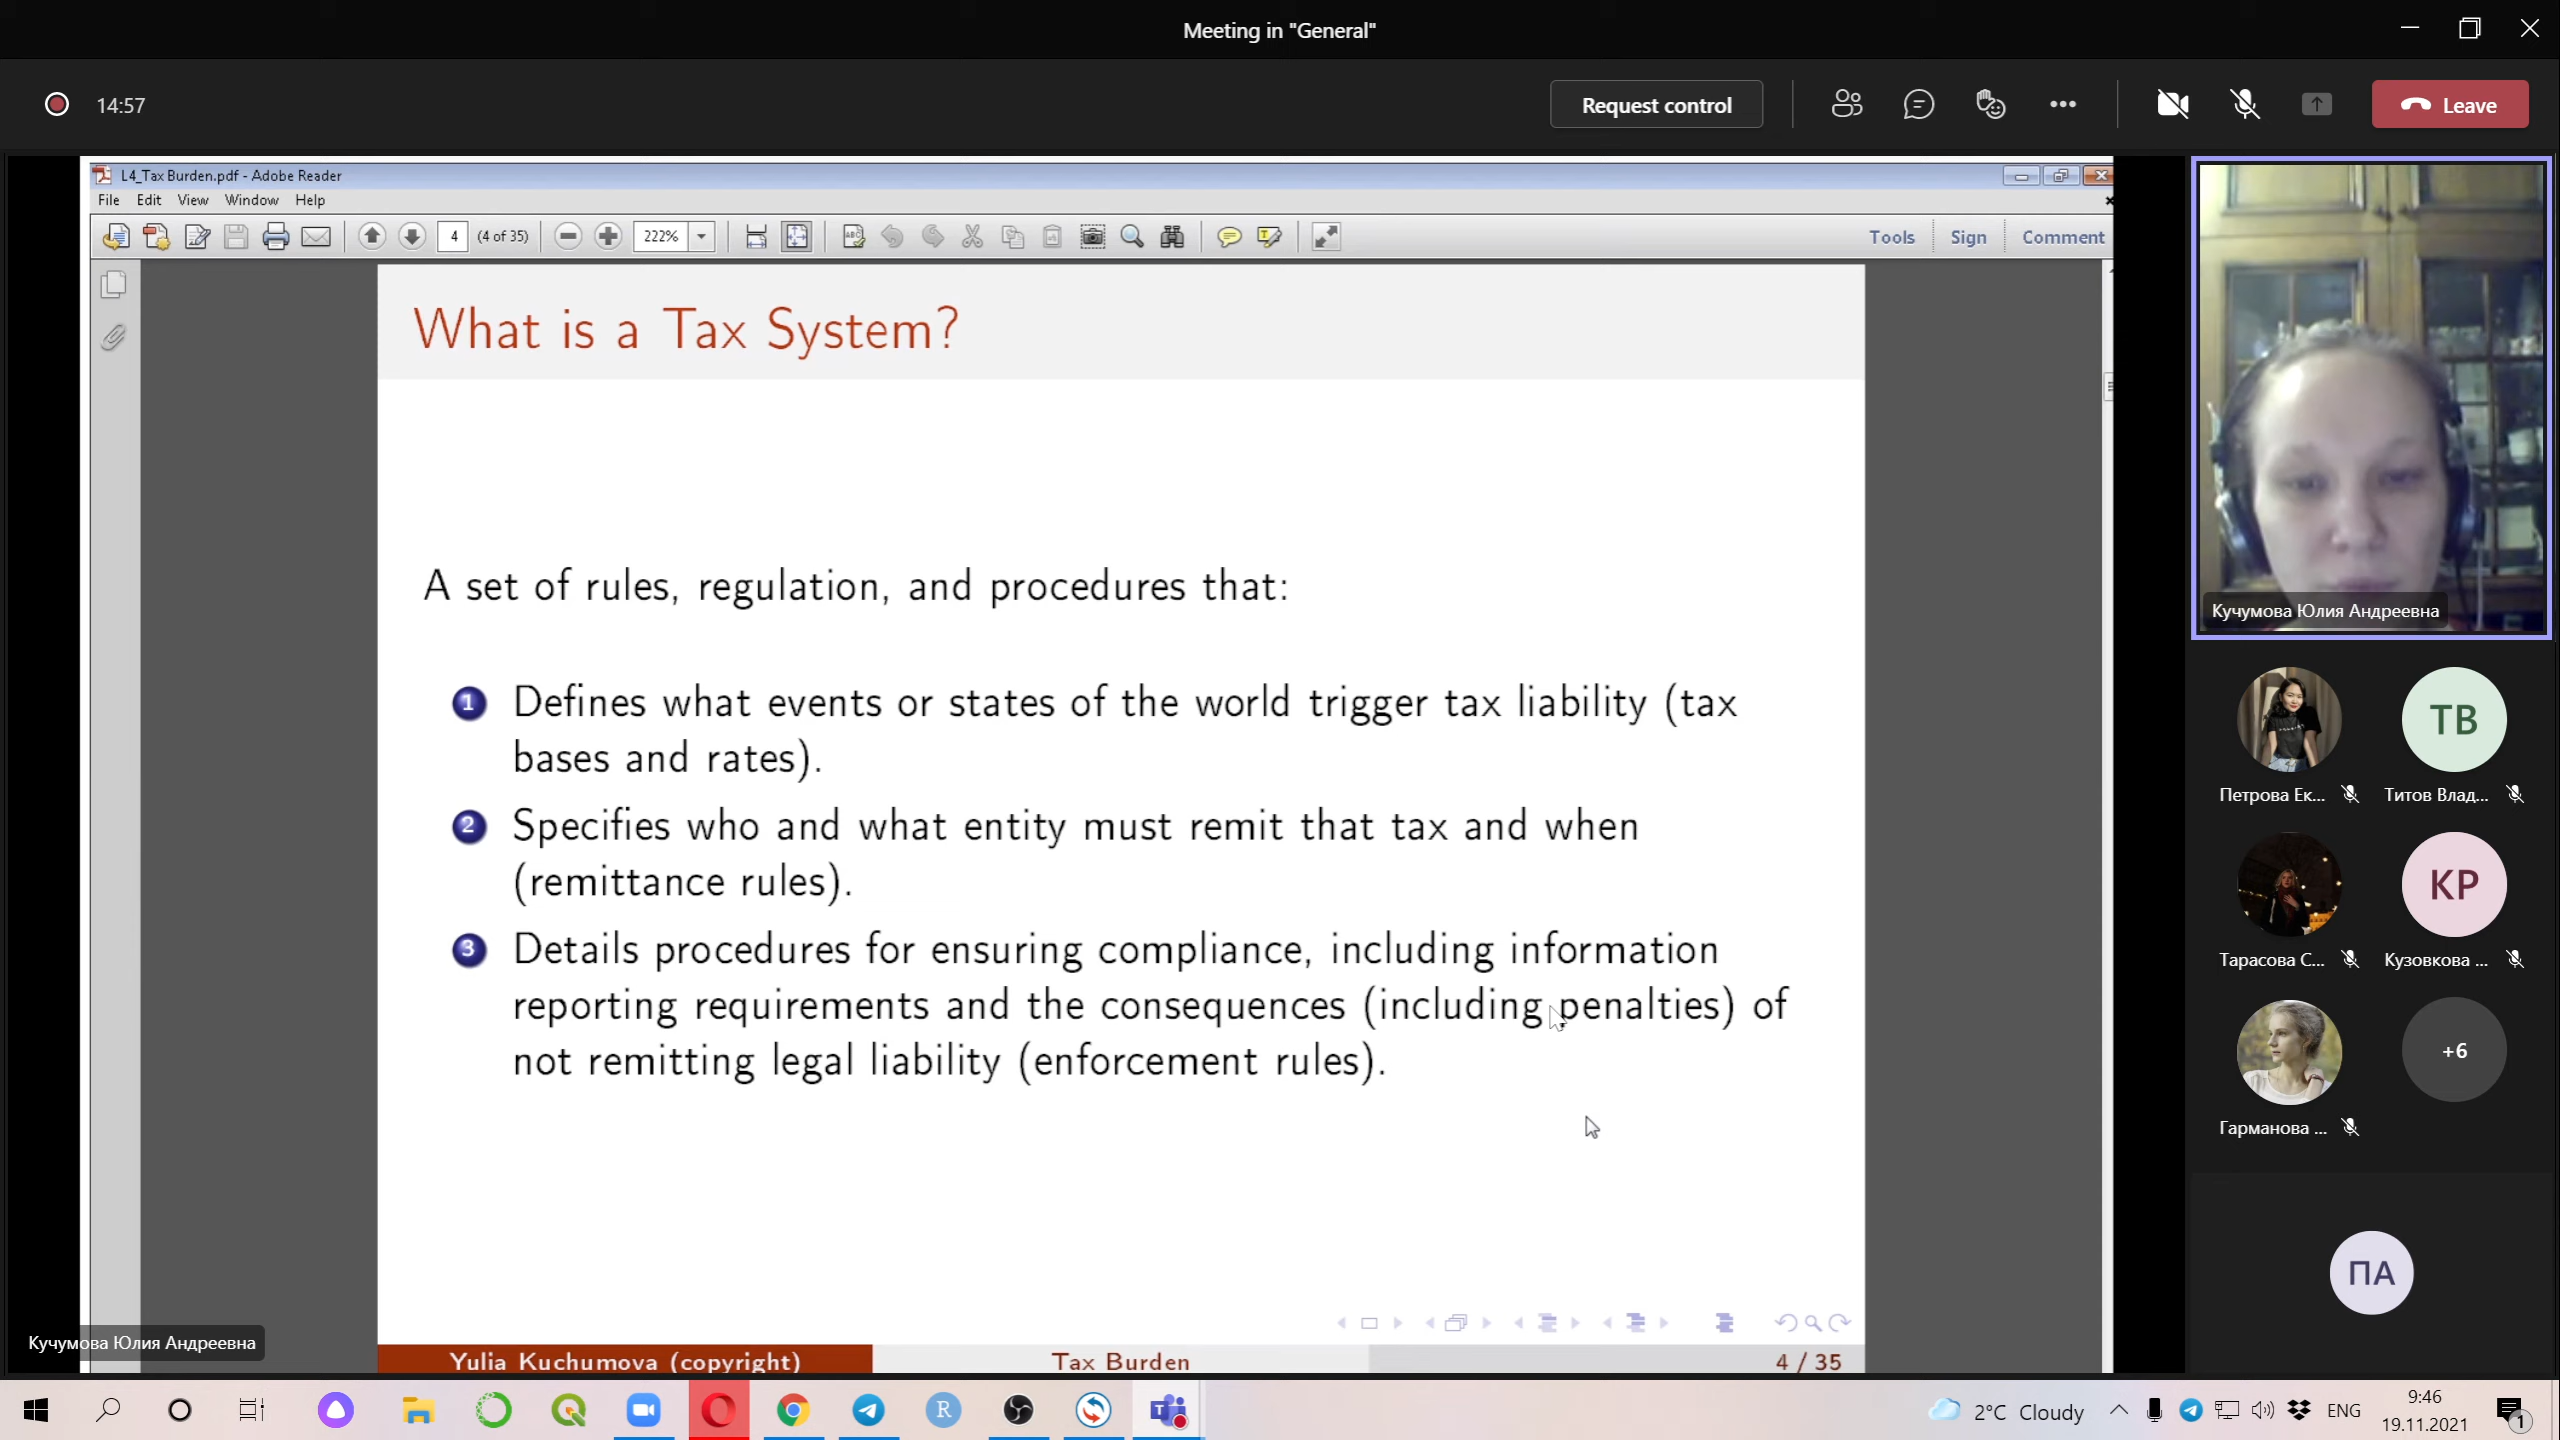 Meeting in "General"
14:57
Request control
Leave
L4_Tax Burden.pdf - Adobe Reader
File Edit View Window Help
4 (4 of 35) 222% Tools Sign Comment
What is a Tax System?
A set of rules, regulation, and procedures that:
1 Defines what events or states of the world trigger tax liability (tax
bases and rates).
2 Specifies who and what entity must remit that tax and when
(remittance rules).
3 Details procedures for ensuring compliance, including information
reporting requirements and the consequences (including penalties) of
not remitting legal liability (enforcement rules).
Yulia Kuchumova (copyright) Tax Burden 4 / 35
Кучумова Юлия Андреевна
Кучумова Юлия Андреевна
ТВ
Петрова Ек... Титов Влад...
КР
Тарасова С... Кузовкова ...
+6
Гарманова ...
ПА
2°C Cloudy ENG 9:46
19.11.2021
1